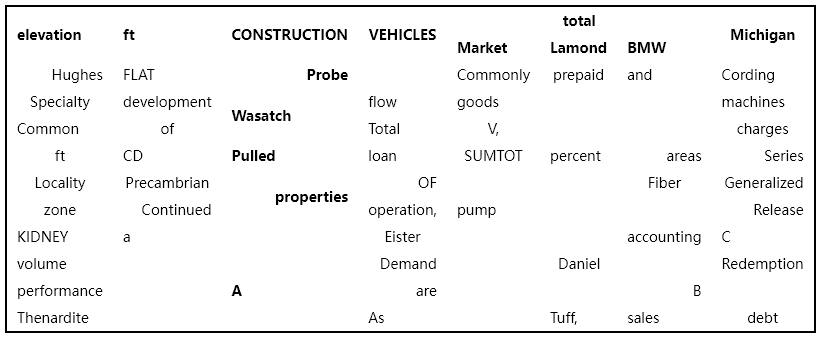 elevation ft CONSTRUCTION VEHICLES Market total Lamond BMW Michigan
Hughes FLAT Probe Commonly prepaid and Cording
Specialty development Wasatch flow goods machines
Common of Total V, charges
ft CD Pulled loan SUMTOT percent areas Series
Locality Precambrian properties OF Fiber Generalized
zone Continued operation, pump Release
KIDNEY a Eister accounting C
volume Demand Daniel Redemption
performance A are B
Thenardite As Tuff, sales debt